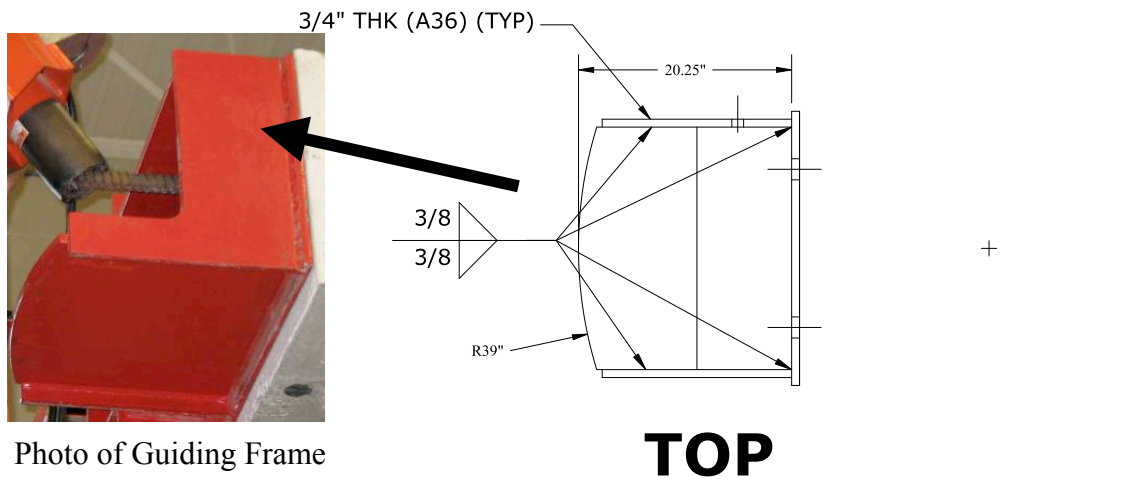 3/4" THK (A36) (TYP)
20.25"
3/8
3/8
R39"
Photo of Guiding Frame
TOP